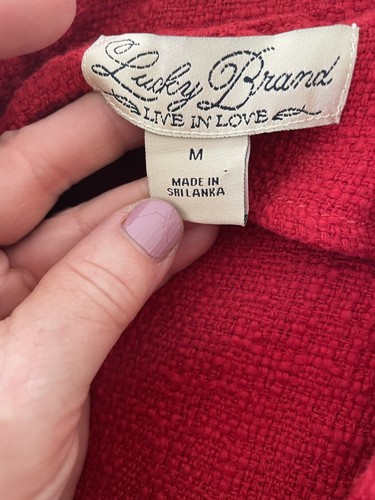 Lucky Brand
LIVE IN LOVE
M
MADE IN
SRI LANKA